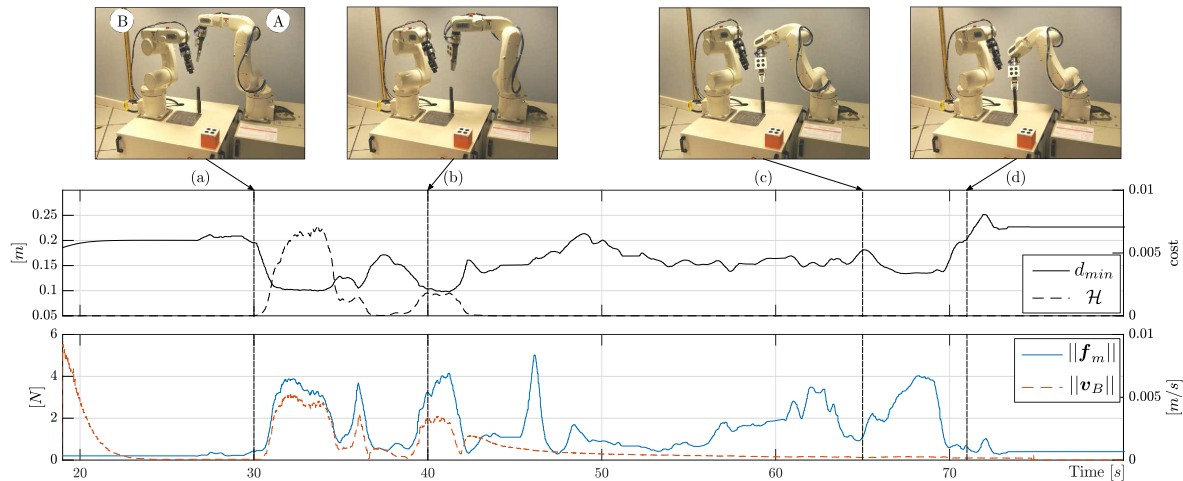 B A
(a) (b) (c) (d)
0.25
0.2
0.15
0.1
0.05
[m]
0.01
0.005
0
cost
d_min
ℋ
6
4
2
0
[N]
0.01
0.005
0
[m/s]
||f_m||
||v_B||
20 30 40 50 60 70 Time [s]